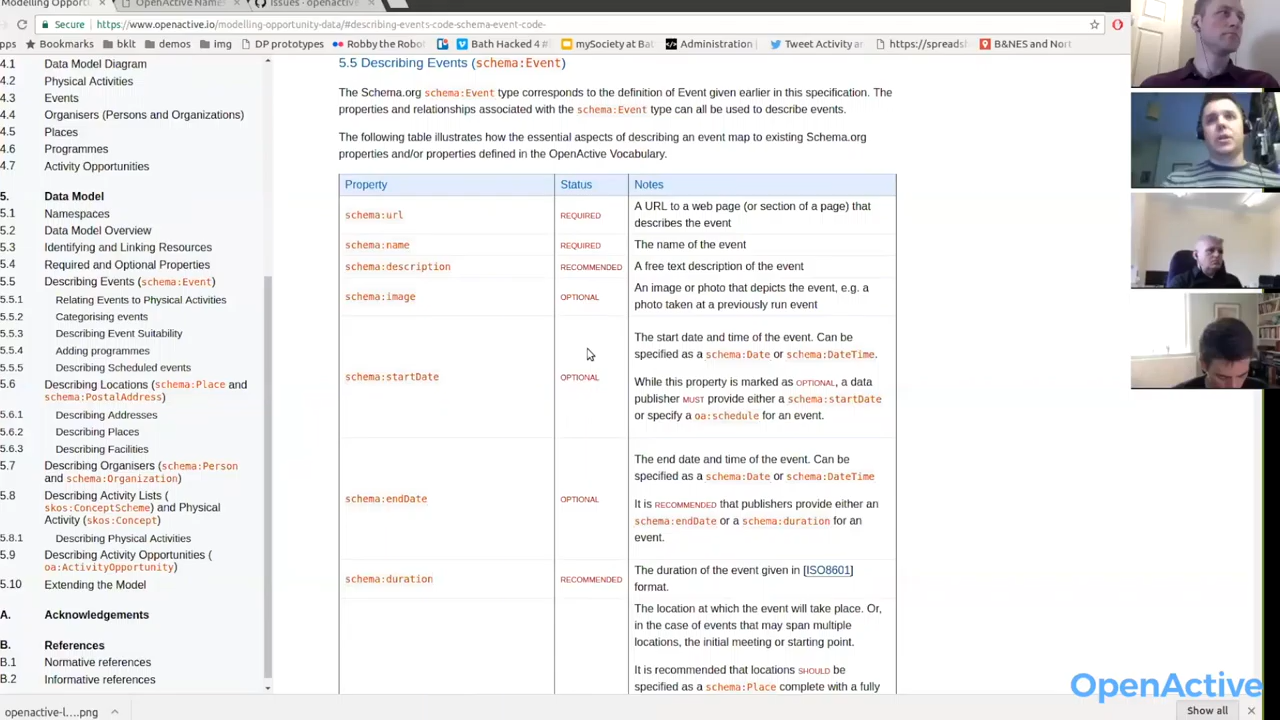 Modelling Opport
OpenActive Name
Issues · openactive
Secure
https://www.openactive.io/modelling-opportunity-data/#describing-events-code-schema-event-code-
Bookmarks
bklt
demos
img
DP prototypes
Robby the Robot
Bath Hacked 4 #
mySociety at Bat
Administration
Tweet Activity ar
https://spreads
B&NES and Nort
4.1 Data Model Diagram
4.2 Physical Activities
4.3 Events
4.4 Organisers (Persons and Organizations)
4.5 Places
4.6 Programmes
4.7 Activity Opportunities
5. Data Model
5.1 Namespaces
5.2 Data Model Overview
5.3 Identifying and Linking Resources
5.4 Required and Optional Properties
5.5 Describing Events (schema:Event)
5.5.1 Relating Events to Physical Activities
5.5.2 Categorising events
5.5.3 Describing Event Suitability
5.5.4 Adding programmes
5.5.5 Describing Scheduled events
5.6 Describing Locations (schema:Place and
schema:PostalAddress)
5.6.1 Describing Addresses
5.6.2 Describing Places
5.6.3 Describing Facilities
5.7 Describing Organisers (schema:Person
and schema:Organization)
5.8 Describing Activity Lists (
skos:ConceptScheme) and Physical
Activity (skos:Concept)
5.8.1 Describing Physical Activities
5.9 Describing Activity Opportunities (
oa:ActivityOpportunity)
5.10 Extending the Model
A. Acknowledgements
B. References
B.1 Normative references
B.2 Informative references
5.5 Describing Events (schema:Event)
The Schema.org schema:Event type corresponds to the definition of Event given earlier in this specification. The
properties and relationships associated with the schema:Event type can all be used to describe events.
The following table illustrates how the essential aspects of describing an event map to existing Schema.org
properties and/or properties defined in the OpenActive Vocabulary.
Property Status Notes
schema:url REQUIRED A URL to a web page (or section of a page) that
describes the event
schema:name REQUIRED The name of the event
schema:description RECOMMENDED A free text description of the event
schema:image OPTIONAL An image or photo that depicts the event, e.g. a
photo taken at a previously run event
schema:startDate OPTIONAL The start date and time of the event. Can be
specified as a schema:Date or schema:DateTime.
While this property is marked as OPTIONAL, a data
publisher MUST provide either a schema:startDate
or specify a oa:schedule for an event.
schema:endDate OPTIONAL The end date and time of the event. Can be
specified as a schema:Date or schema:DateTime
It is RECOMMENDED that publishers provide either an
schema:endDate or a schema:duration for an
event.
schema:duration RECOMMENDED The duration of the event given in [ISO8601]
format.
The location at which the event will take place. Or,
in the case of events that may span multiple
locations, the initial meeting or starting point.
It is recommended that locations SHOULD be
specified as a schema:Place complete with a fully
OpenActive
openactive-l....png
Show all